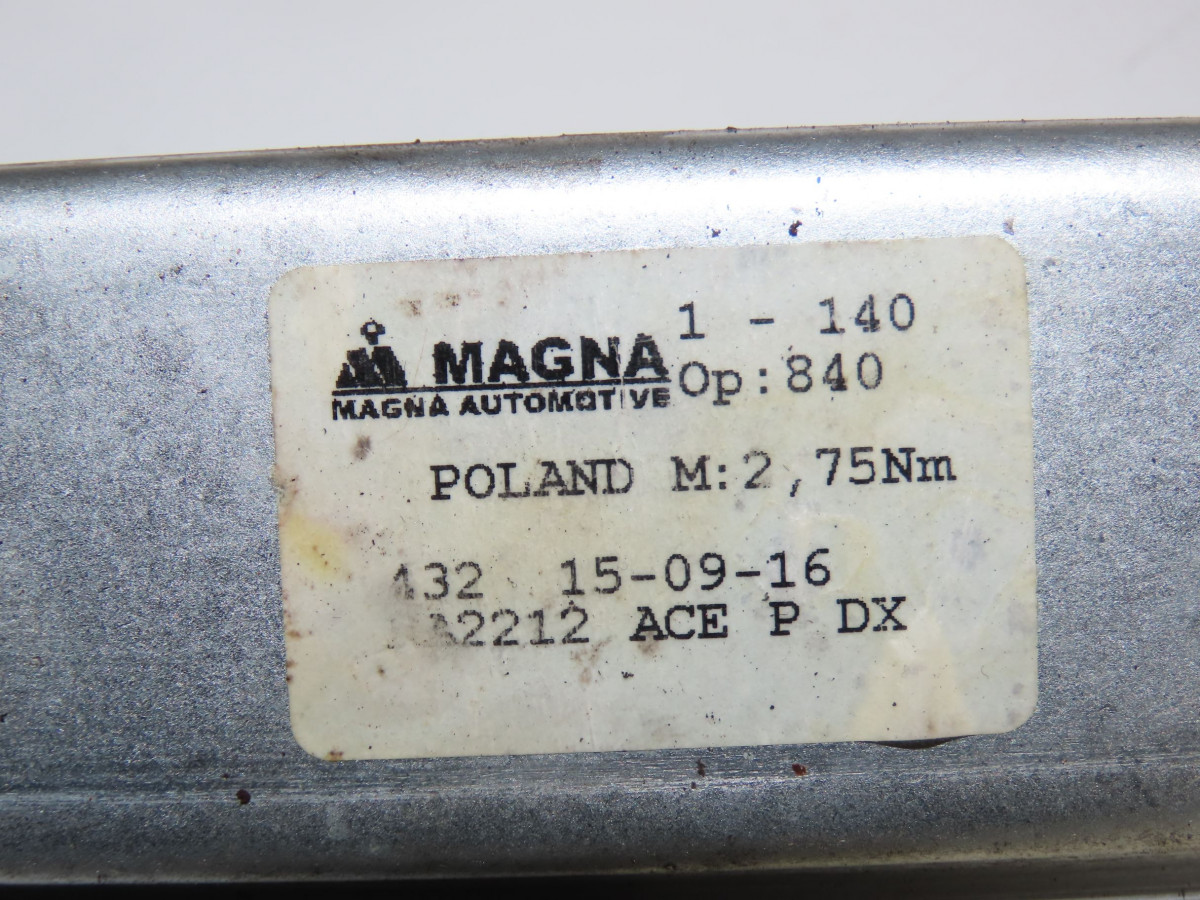 MAGNA
MAGNA AUTOMOTIVE
1 - 140
Op:840
POLAND M:2,75Nm
15-09-16
ACE P DX